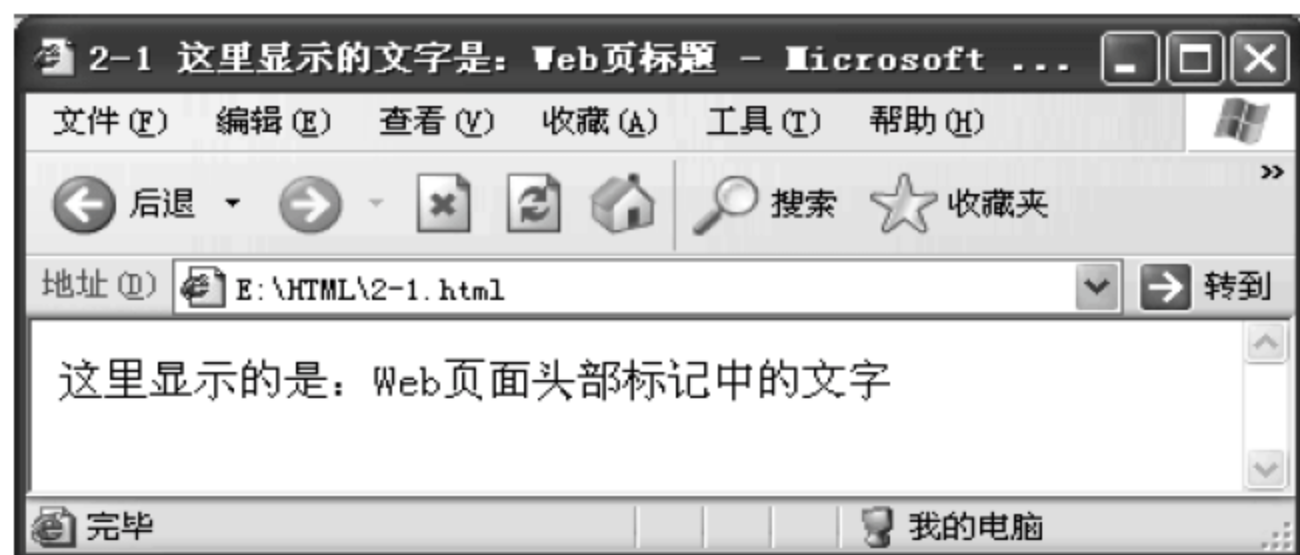 2-1 这里显示的文字是：Web页标题 - Microsoft ...
文件(F) 编辑(E) 查看(V) 收藏(A) 工具(T) 帮助(H)
后退 搜索 收藏夹 »
地址(D) E:\HTML\2-1.html 转到
这里显示的是：Web页面头部标记中的文字
完毕 我的电脑